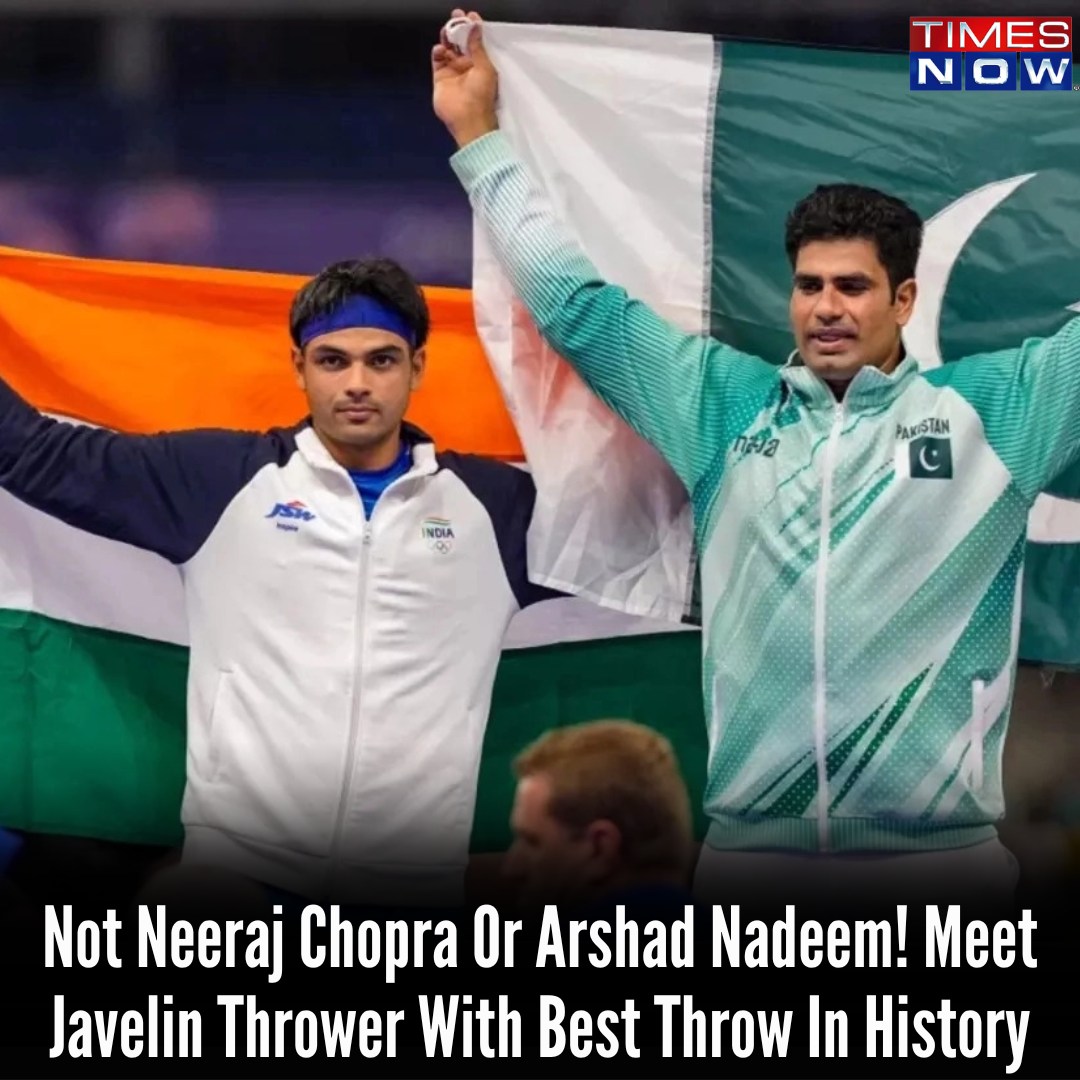 TIMES
NOW
PAKISTAN
JSW
INDIA
Not Neeraj Chopra Or Arshad Nadeem! Meet
Javelin Thrower With Best Throw In History